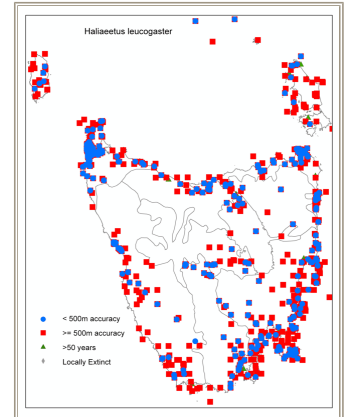 Haliaeetus leucogaster
< 500m accuracy
>= 500m accuracy
>50 years
Locally Extinct